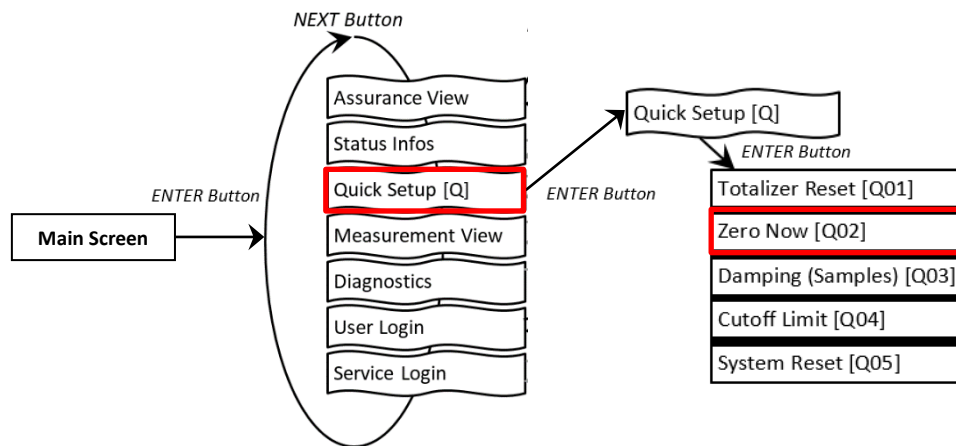 NEXT Button
Assurance View
Status Infos
Quick Setup [Q]
Measurement View
Diagnostics
User Login
Service Login
ENTER Button
Main Screen
ENTER Button
Quick Setup [Q]
ENTER Button
Totalizer Reset [Q01]
Zero Now [Q02]
Damping (Samples) [Q03]
Cutoff Limit [Q04]
System Reset [Q05]